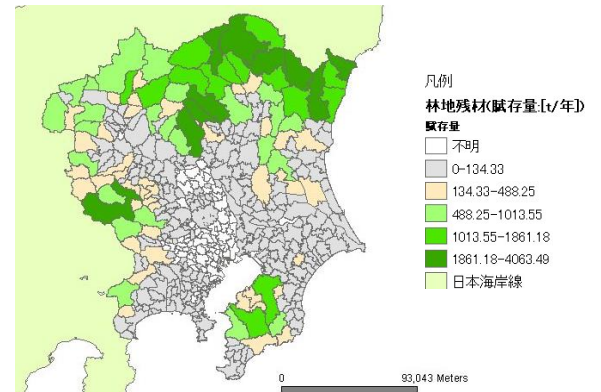 凡例
林地残材(賦存量:[t/年])
賦存量
不明
0-134.33
134.33-488.25
488.25-1013.55
1013.55-1861.18
1861.18-4063.49
日本海岸線
0 93,043 Meters